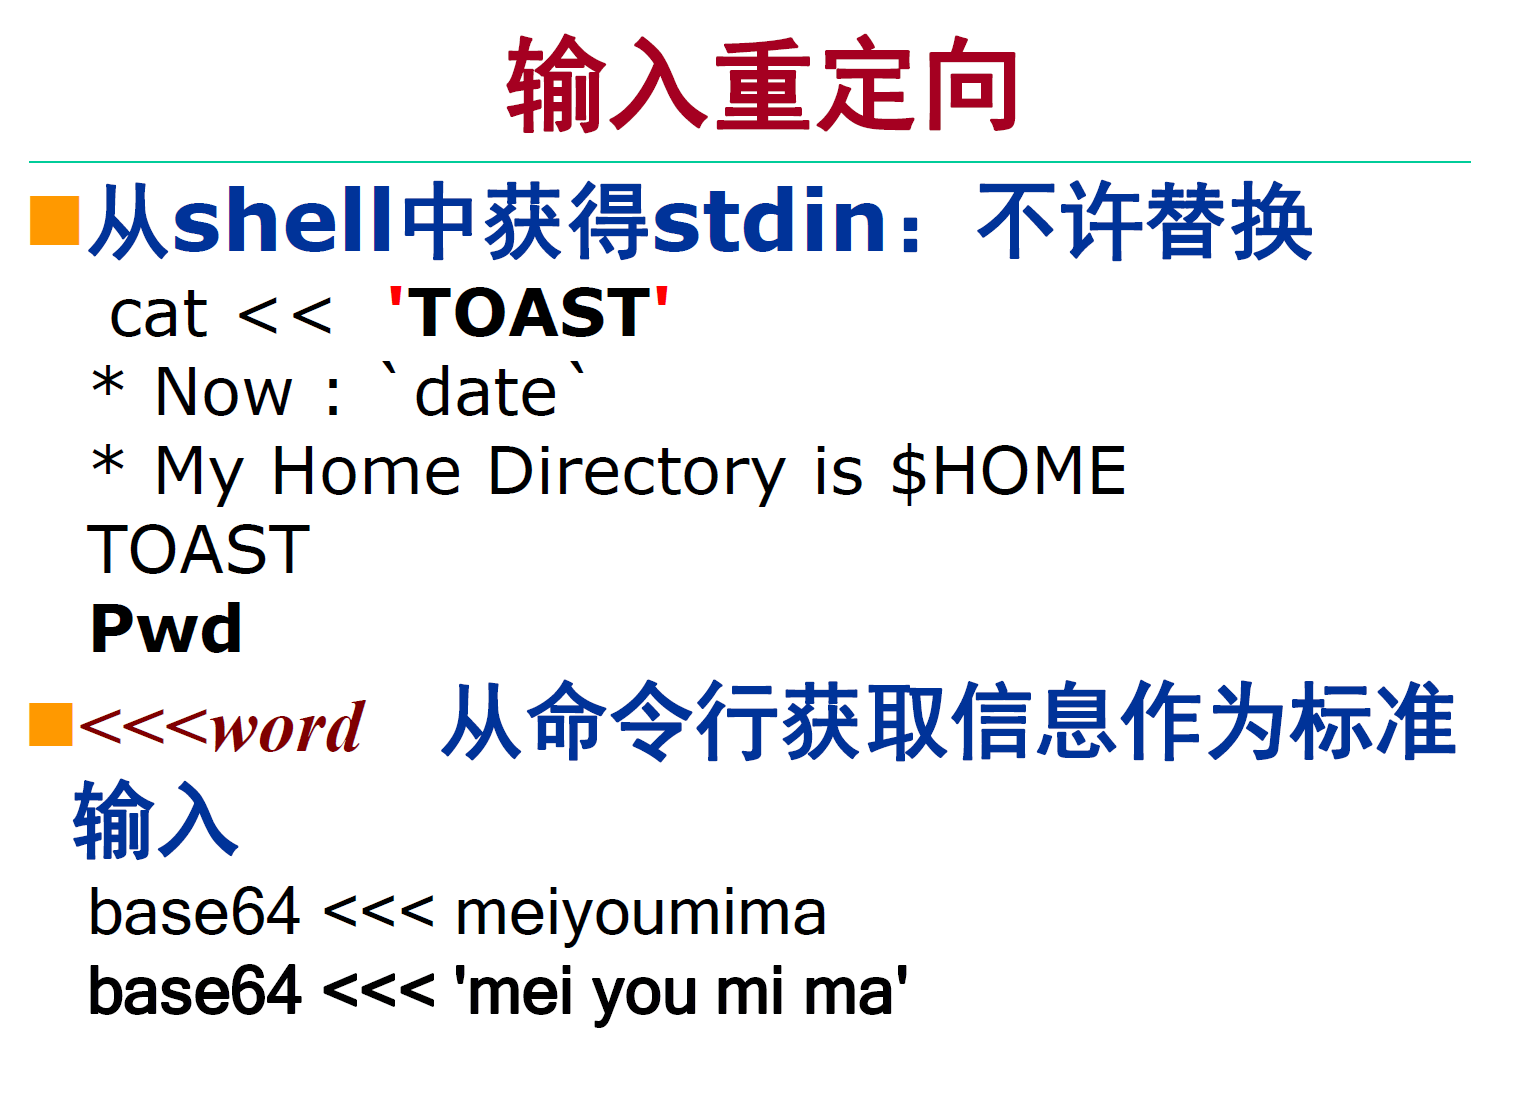 输入重定向
从shell中获得stdin：不许替换
cat << 'TOAST'
* Now : `date`
* My Home Directory is $HOME
TOAST
Pwd
<<<word 从命令行获取信息作为标准
输入
base64 <<< meiyoumima
base64 <<< 'mei you mi ma'